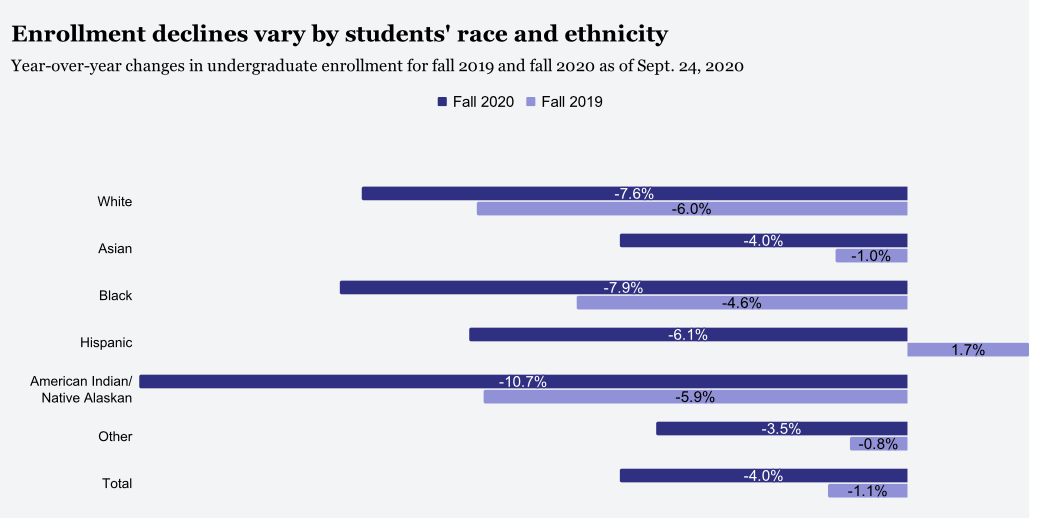 Enrollment declines vary by students' race and ethnicity
Year-over-year changes in undergraduate enrollment for fall 2019 and fall 2020 as of Sept. 24, 2020
Fall 2020 Fall 2019
White
-7.6%
-6.0%
Asian
-4.0%
-1.0%
Black
-7.9%
-4.6%
Hispanic
-6.1%
1.7%
American Indian/
Native Alaskan
-10.7%
-5.9%
Other
-3.5%
-0.8%
Total
-4.0%
-1.1%